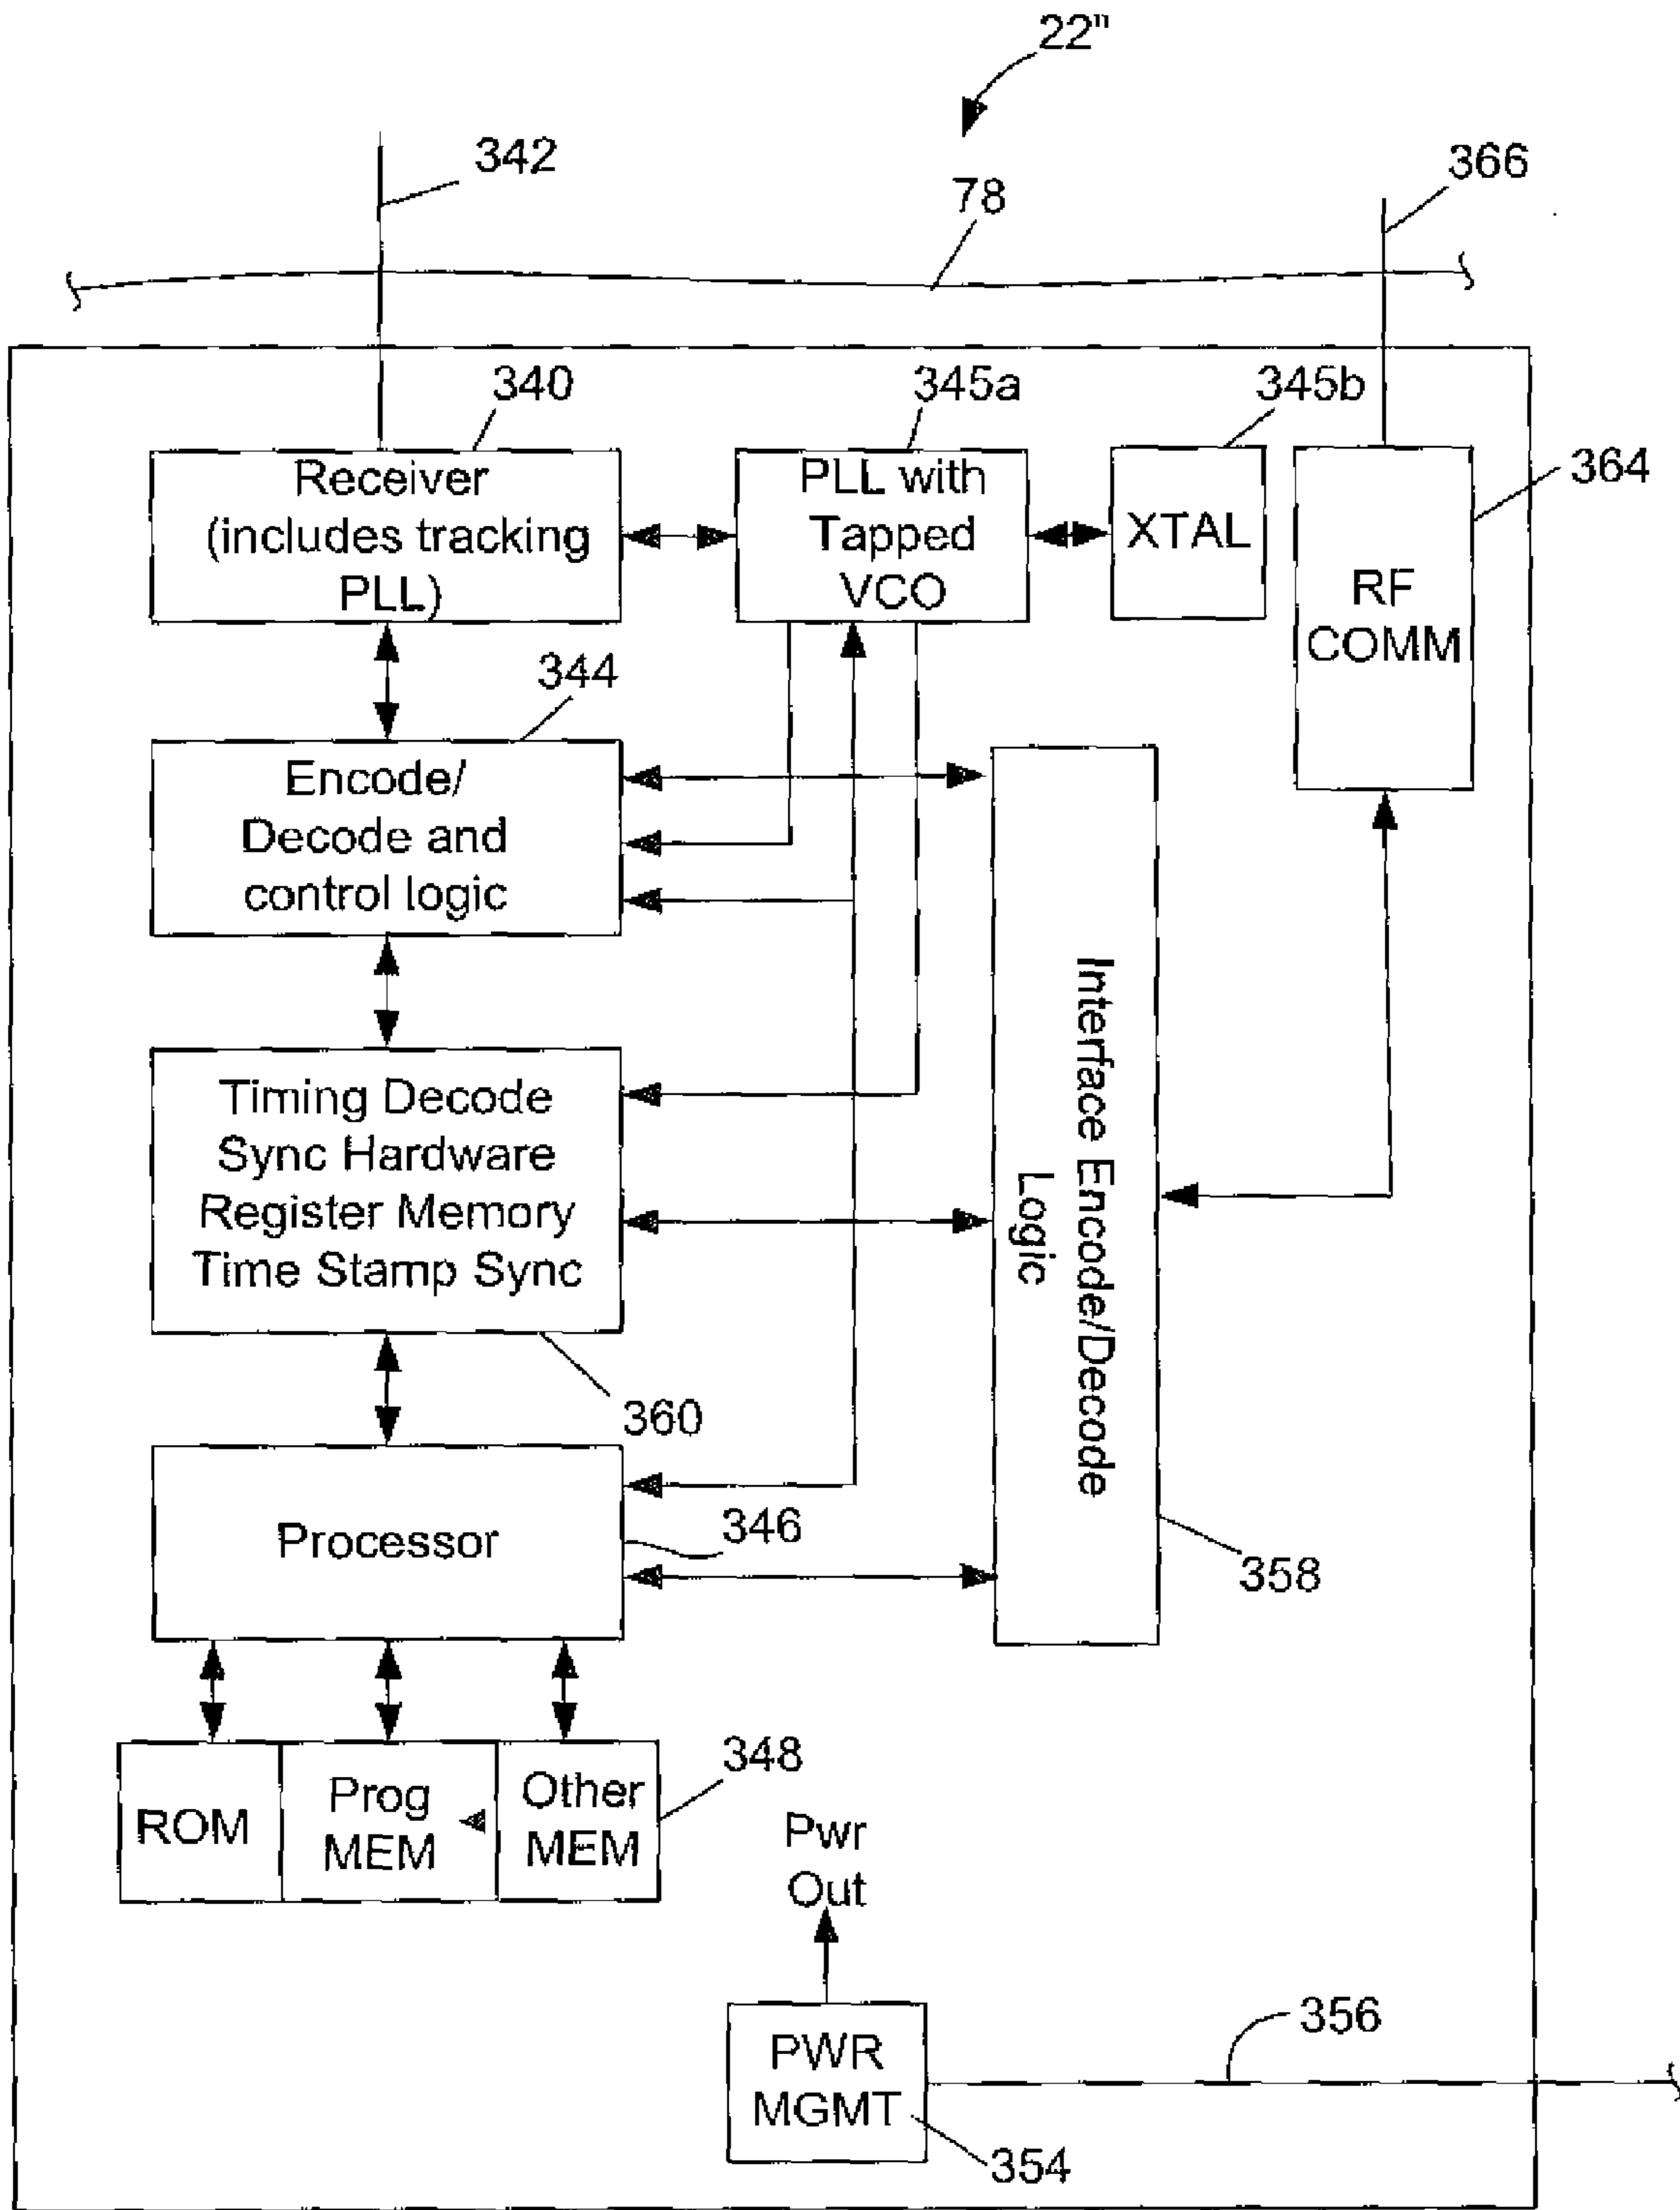 22"
342
366
78
340
345a
345b
Receiver
(includes tracking
PLL)
PLL with
Tapped
VCO
XTAL
364
RF
COMM
344
Encode/
Decode and
control logic
Timing Decode
Sync Hardware
Register Memory
Time Stamp Sync
Interface Encode/Decode
Logic
360
Processor
346
358
348
ROM
Prog
MEM
Other
MEM
Pwr
Out
356
PWR
MGMT
354